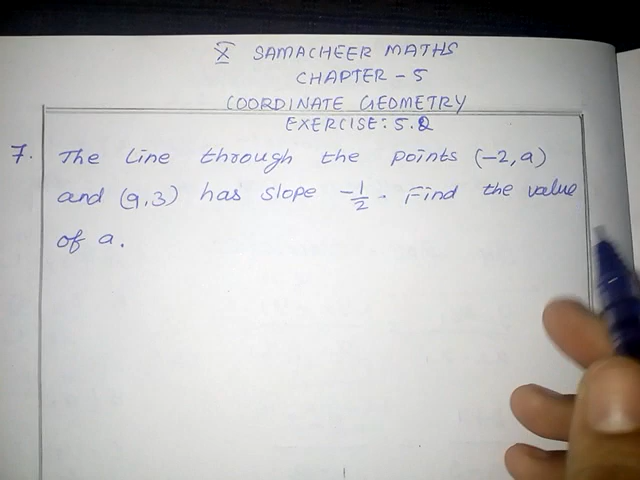 X SAMACHEER MATHS
CHAPTER - 5
COORDINATE GEOMETRY
EXERCISE: 5.2
7. The line through the points (-2, a)
and (9,3) has slope -1/2. Find the value
of a.